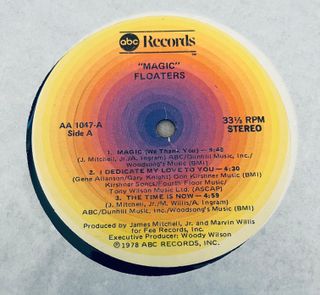 abc Records
"MAGIC"
FLOATERS
AA 1047-A
Side A
33⅓ RPM
STEREO
1. MAGIC (We Thank You) — 5:40
(J. Mitchell, Jr./A. Ingram) ABC/Dunhill Music, Inc./
Woodsong's Music (BMI)
2. I DEDICATE MY LOVE TO YOU — 4:30
(Gene Allanson/Gary Knight) Don Kirshner Music (BMI)
Kirshner Songs/Fourth Floor Music/
Tony Wilson Music Ltd. (ASCAP)
3. THE TIME IS NOW — 4:59
(J. Mitchell, Jr./M. Willis/A. Ingram)
ABC/Dunhill Music, Inc/Woodsong's Music (BMI)
Produced by James Mitchell, Jr. and Marvin Willis
for Fee Records, Inc.
Executive Producer: Woody Wilson
℗1978 ABC RECORDS, INC.